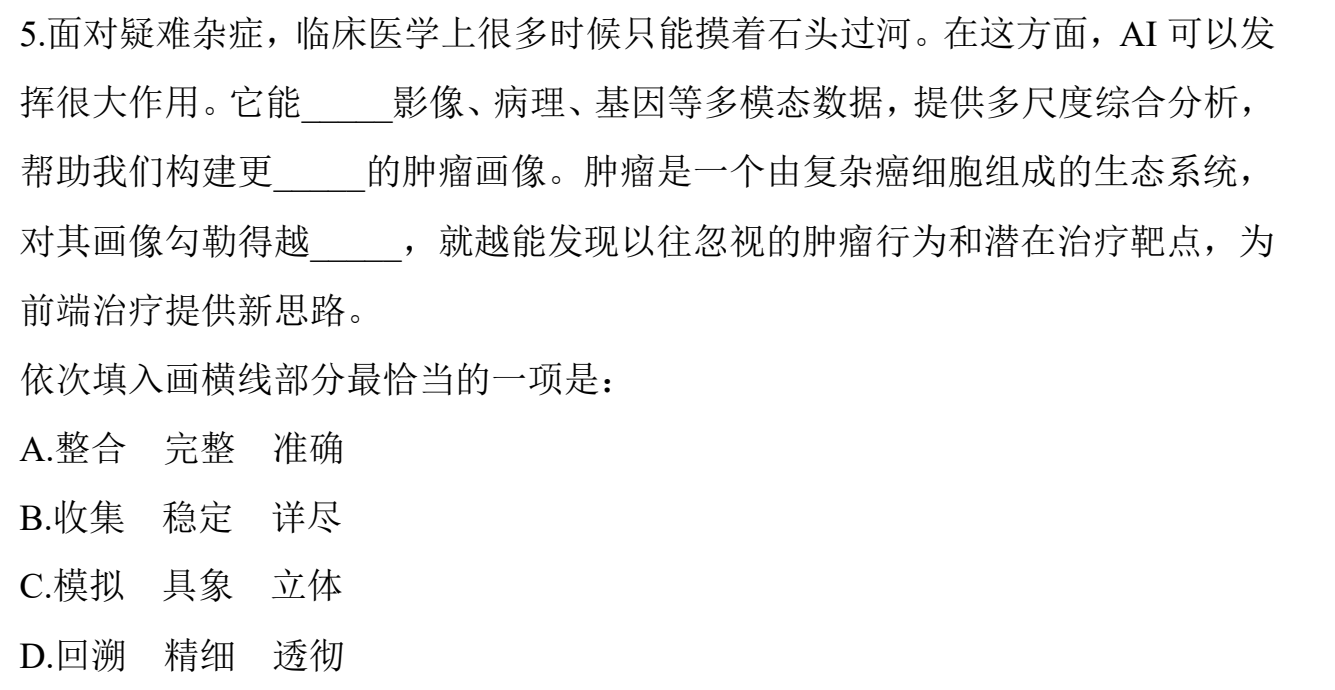 5.面对疑难杂症，临床医学上很多时候只能摸着石头过河。在这方面，AI 可以发
挥很大作用。它能_____影像、病理、基因等多模态数据，提供多尺度综合分析，
帮助我们构建更_____的肿瘤画像。肿瘤是一个由复杂癌细胞组成的生态系统，
对其画像勾勒得越_____，就越能发现以往忽视的肿瘤行为和潜在治疗靶点，为
前端治疗提供新思路。
依次填入画横线部分最恰当的一项是：
A.整合 完整 准确
B.收集 稳定 详尽
C.模拟 具象 立体
D.回溯 精细 透彻